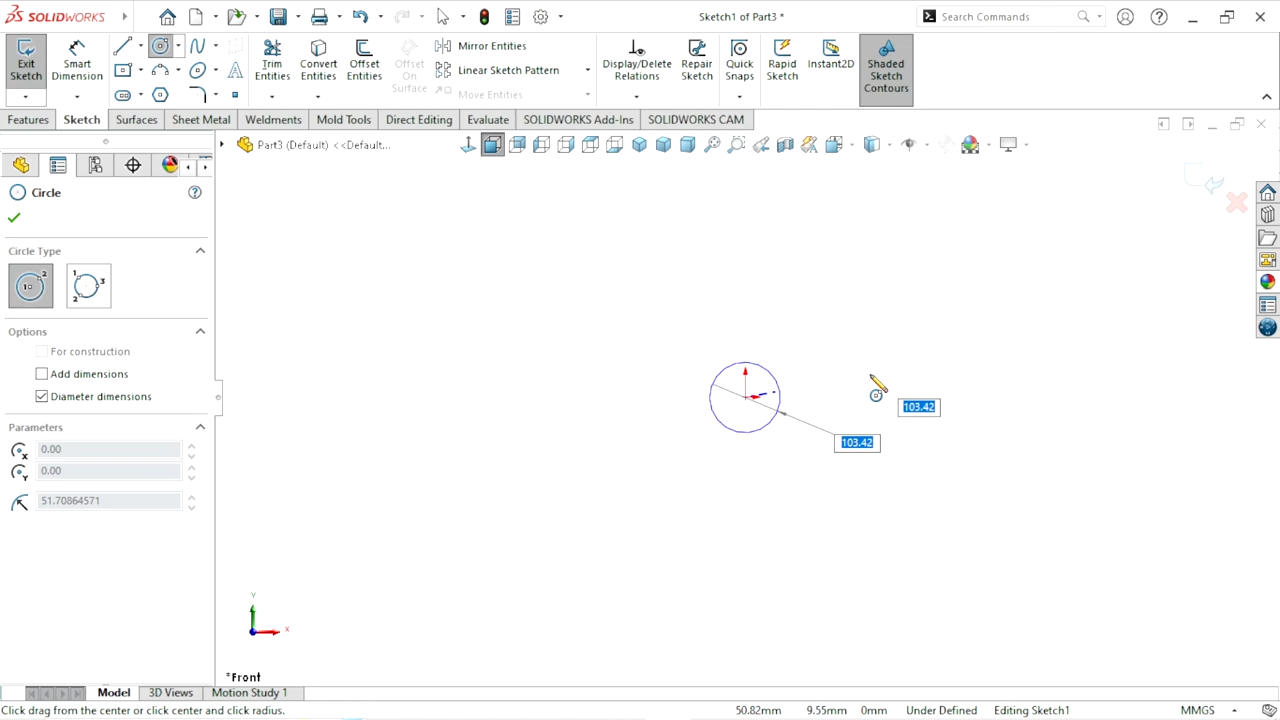 SOLIDWORKS
Sketch1 of Part3 *
Search Commands
Exit Sketch
Smart Dimension
Trim Entities
Convert Entities
Offset Entities
Offset On Surface
Mirror Entities
Linear Sketch Pattern
Move Entities
Display/Delete Relations
Repair Sketch
Quick Snaps
Rapid Sketch
Instant2D
Shaded Sketch Contours
Features
Sketch
Surfaces
Sheet Metal
Weldments
Mold Tools
Direct Editing
Evaluate
SOLIDWORKS Add-Ins
SOLIDWORKS CAM
Part3 (Default) <<Default...
Circle
Circle Type
Options
For construction
Add dimensions
Diameter dimensions
Parameters
0.00
0.00
51.70864571
103.42
103.42
Y
X
*Front
Model
3D Views
Motion Study 1
Click drag from the center or click center and click radius.
50.82mm
9.55mm
0mm
Under Defined
Editing Sketch1
MMGS